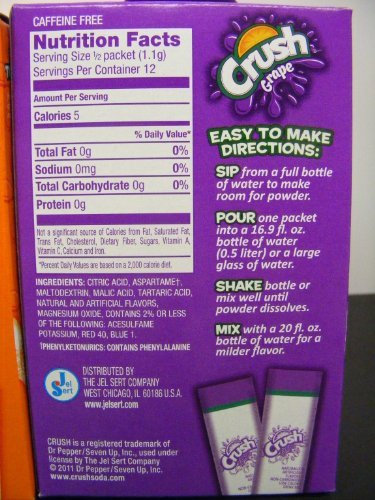 CAFFEINE FREE
Nutrition Facts
Serving Size ½ packet (1.1g)
Servings Per Container 12
Amount Per Serving
Calories 5
% Daily Value*
Total Fat 0g 0%
Sodium 0mg 0%
Total Carbohydrate 0g 0%
Protein 0g
Not a significant source of Calories from Fat, Saturated Fat,
Trans Fat, Cholesterol, Dietary Fiber, Sugars, Vitamin A,
Vitamin C, Calcium and Iron.
*Percent Daily Values are based on a 2,000 calorie diet.
INGREDIENTS: CITRIC ACID, ASPARTAME†,
MALTODEXTRIN, MALIC ACID, TARTARIC ACID,
NATURAL AND ARTIFICIAL FLAVORS,
MAGNESIUM OXIDE, CONTAINS 2% OR LESS
OF THE FOLLOWING: ACESULFAME
POTASSIUM, RED 40, BLUE 1.
†PHENYLKETONURICS: CONTAINS PHENYLALANINE
Jel
Sert
DISTRIBUTED BY
THE JEL SERT COMPANY
WEST CHICAGO, IL 60186 U.S.A.
www.jelsert.com
CRUSH is a registered trademark of
Dr Pepper/Seven Up, Inc., used under
license by The Jel Sert Company
© 2011 Dr Pepper/Seven Up, Inc.
www.crushsoda.com
Crush
Grape
EASY TO MAKE
DIRECTIONS:
SIP from a full bottle
of water to make
room for powder.
POUR one packet
into a 16.9 fl. oz.
bottle of water
(0.5 liter) or a large
glass of water.
SHAKE bottle or
mix well until
powder dissolves.
MIX with a 20 fl. oz.
bottle of water for a
milder flavor.
Crush
Crush